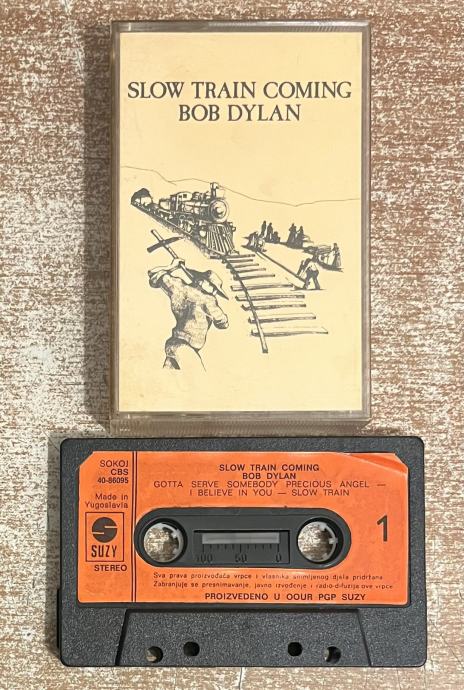 SLOW TRAIN COMING
BOB DYLAN
SOKOJ
CBS
40-86095
Made in
Yugoslavia
SUZY
STEREO
SLOW TRAIN COMING
BOB DYLAN
GOTTA SERVE SOMEBODY PRECIOUS ANGEL —
I BELIEVE IN YOU — SLOW TRAIN
1
100 50 0
Sva prava proizvođača vrpce i vlasnika snimljenog djela pridržana
Zabranjuje se presnimavanje, javno izvođenje i radio-difuzija ove vrpce
PROIZVEDENO U OOUR PGP SUZY